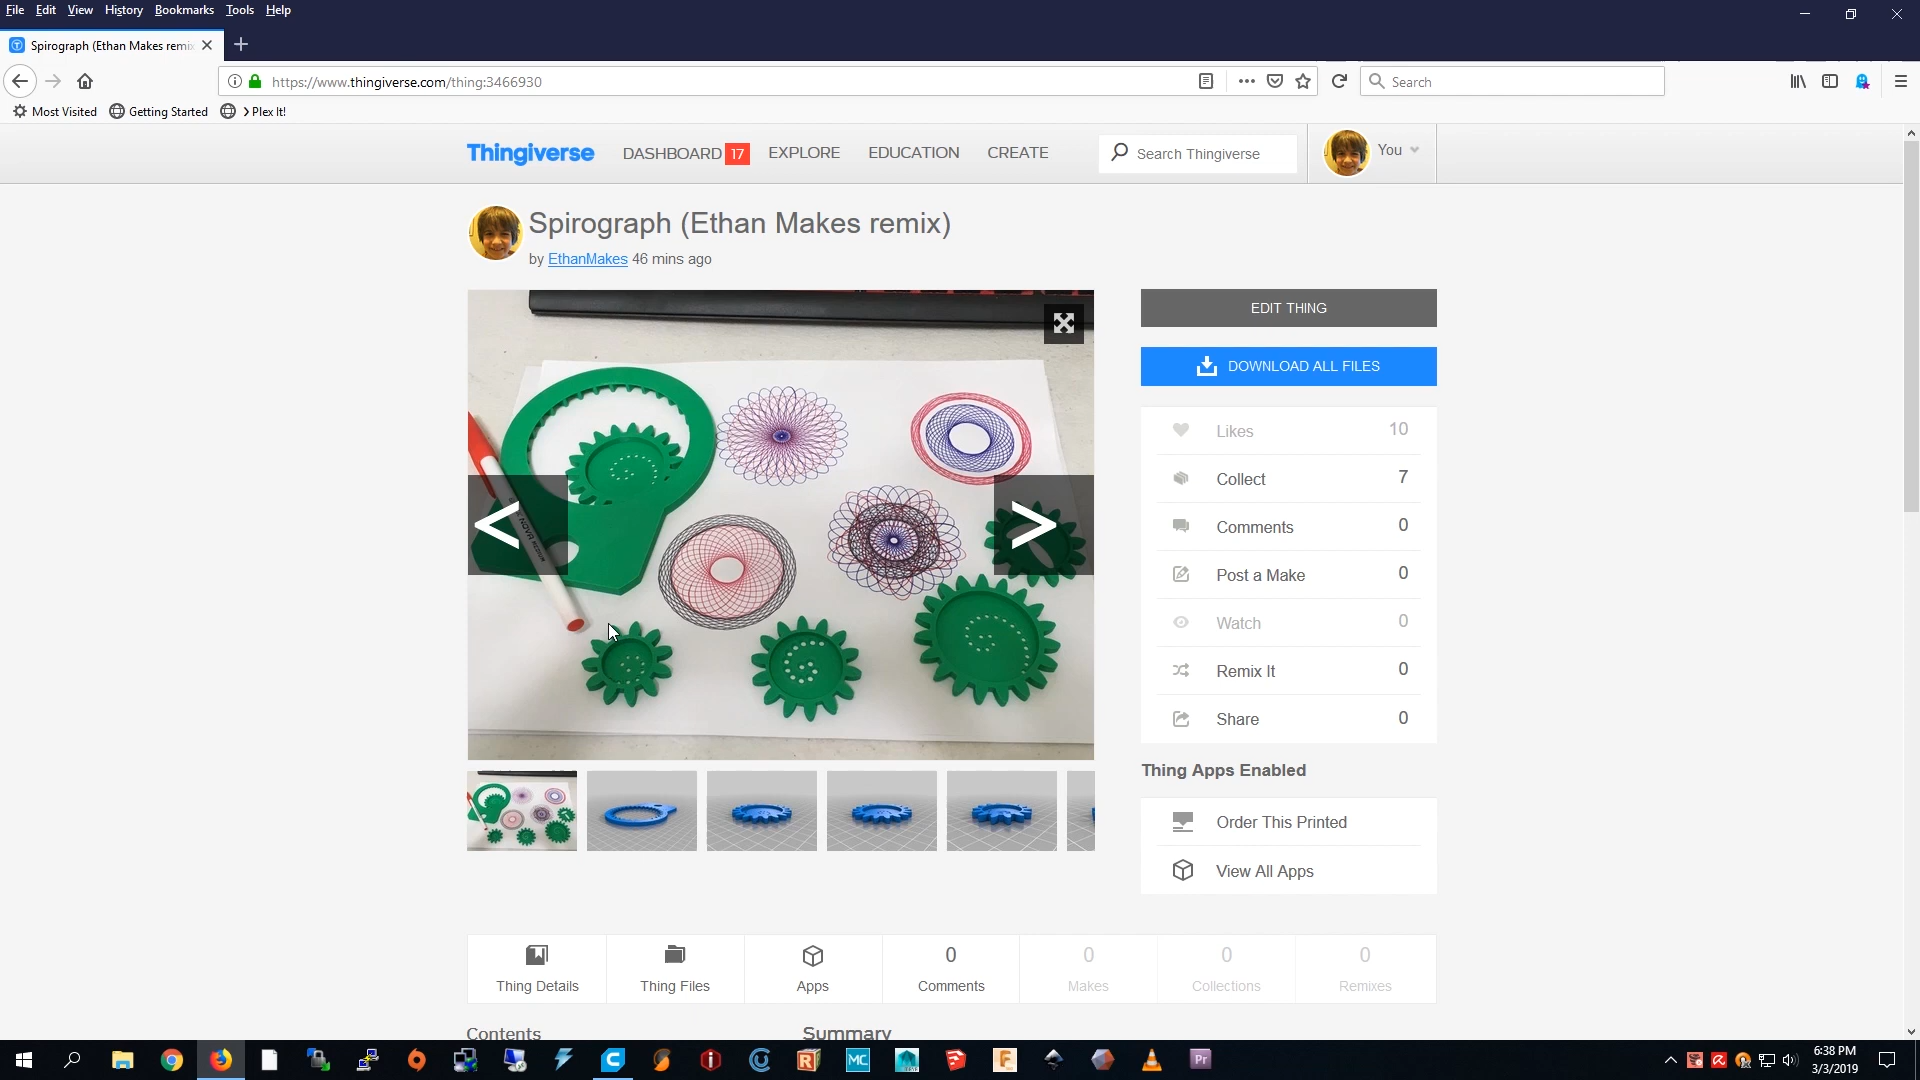 File Edit View History Bookmarks Tools Help
Spirograph (Ethan Makes remix
https://www.thingiverse.com/thing:3466930
Search
Most Visited Getting Started > Plex It!
Thingiverse DASHBOARD 17 EXPLORE EDUCATION CREATE Search Thingiverse You
Spirograph (Ethan Makes remix)
by EthanMakes 46 mins ago
EDIT THING
DOWNLOAD ALL FILES
Likes 10
Collect 7
Comments 0
Post a Make 0
Watch 0
Remix It 0
Share 0
Thing Apps Enabled
Order This Printed
View All Apps
0 0 0 0
Thing Details Thing Files Apps Comments Makes Collections Remixes
Contents Summary
MC Pr
6:38 PM
3/3/2019